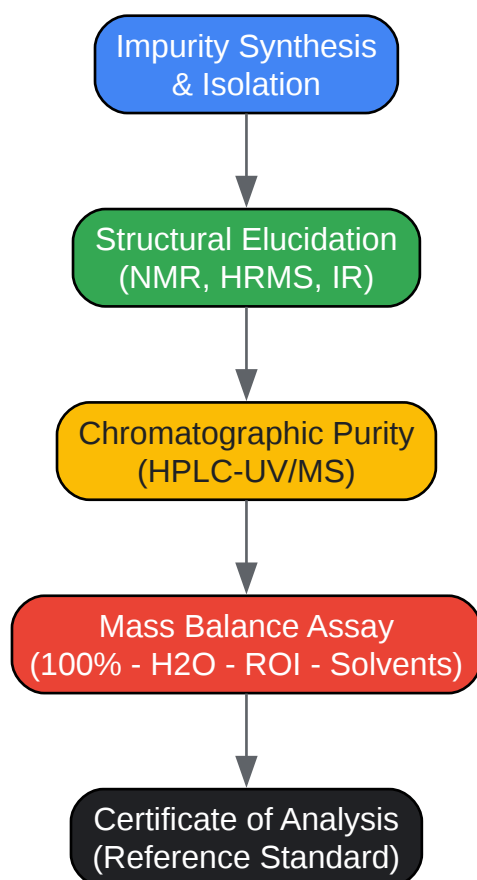 Impurity Synthesis
& Isolation
Structural Elucidation
(NMR, HRMS, IR)
Chromatographic Purity
(HPLC-UV/MS)
Mass Balance Assay
(100% - H2O - ROI - Solvents)
Certificate of Analysis
(Reference Standard)